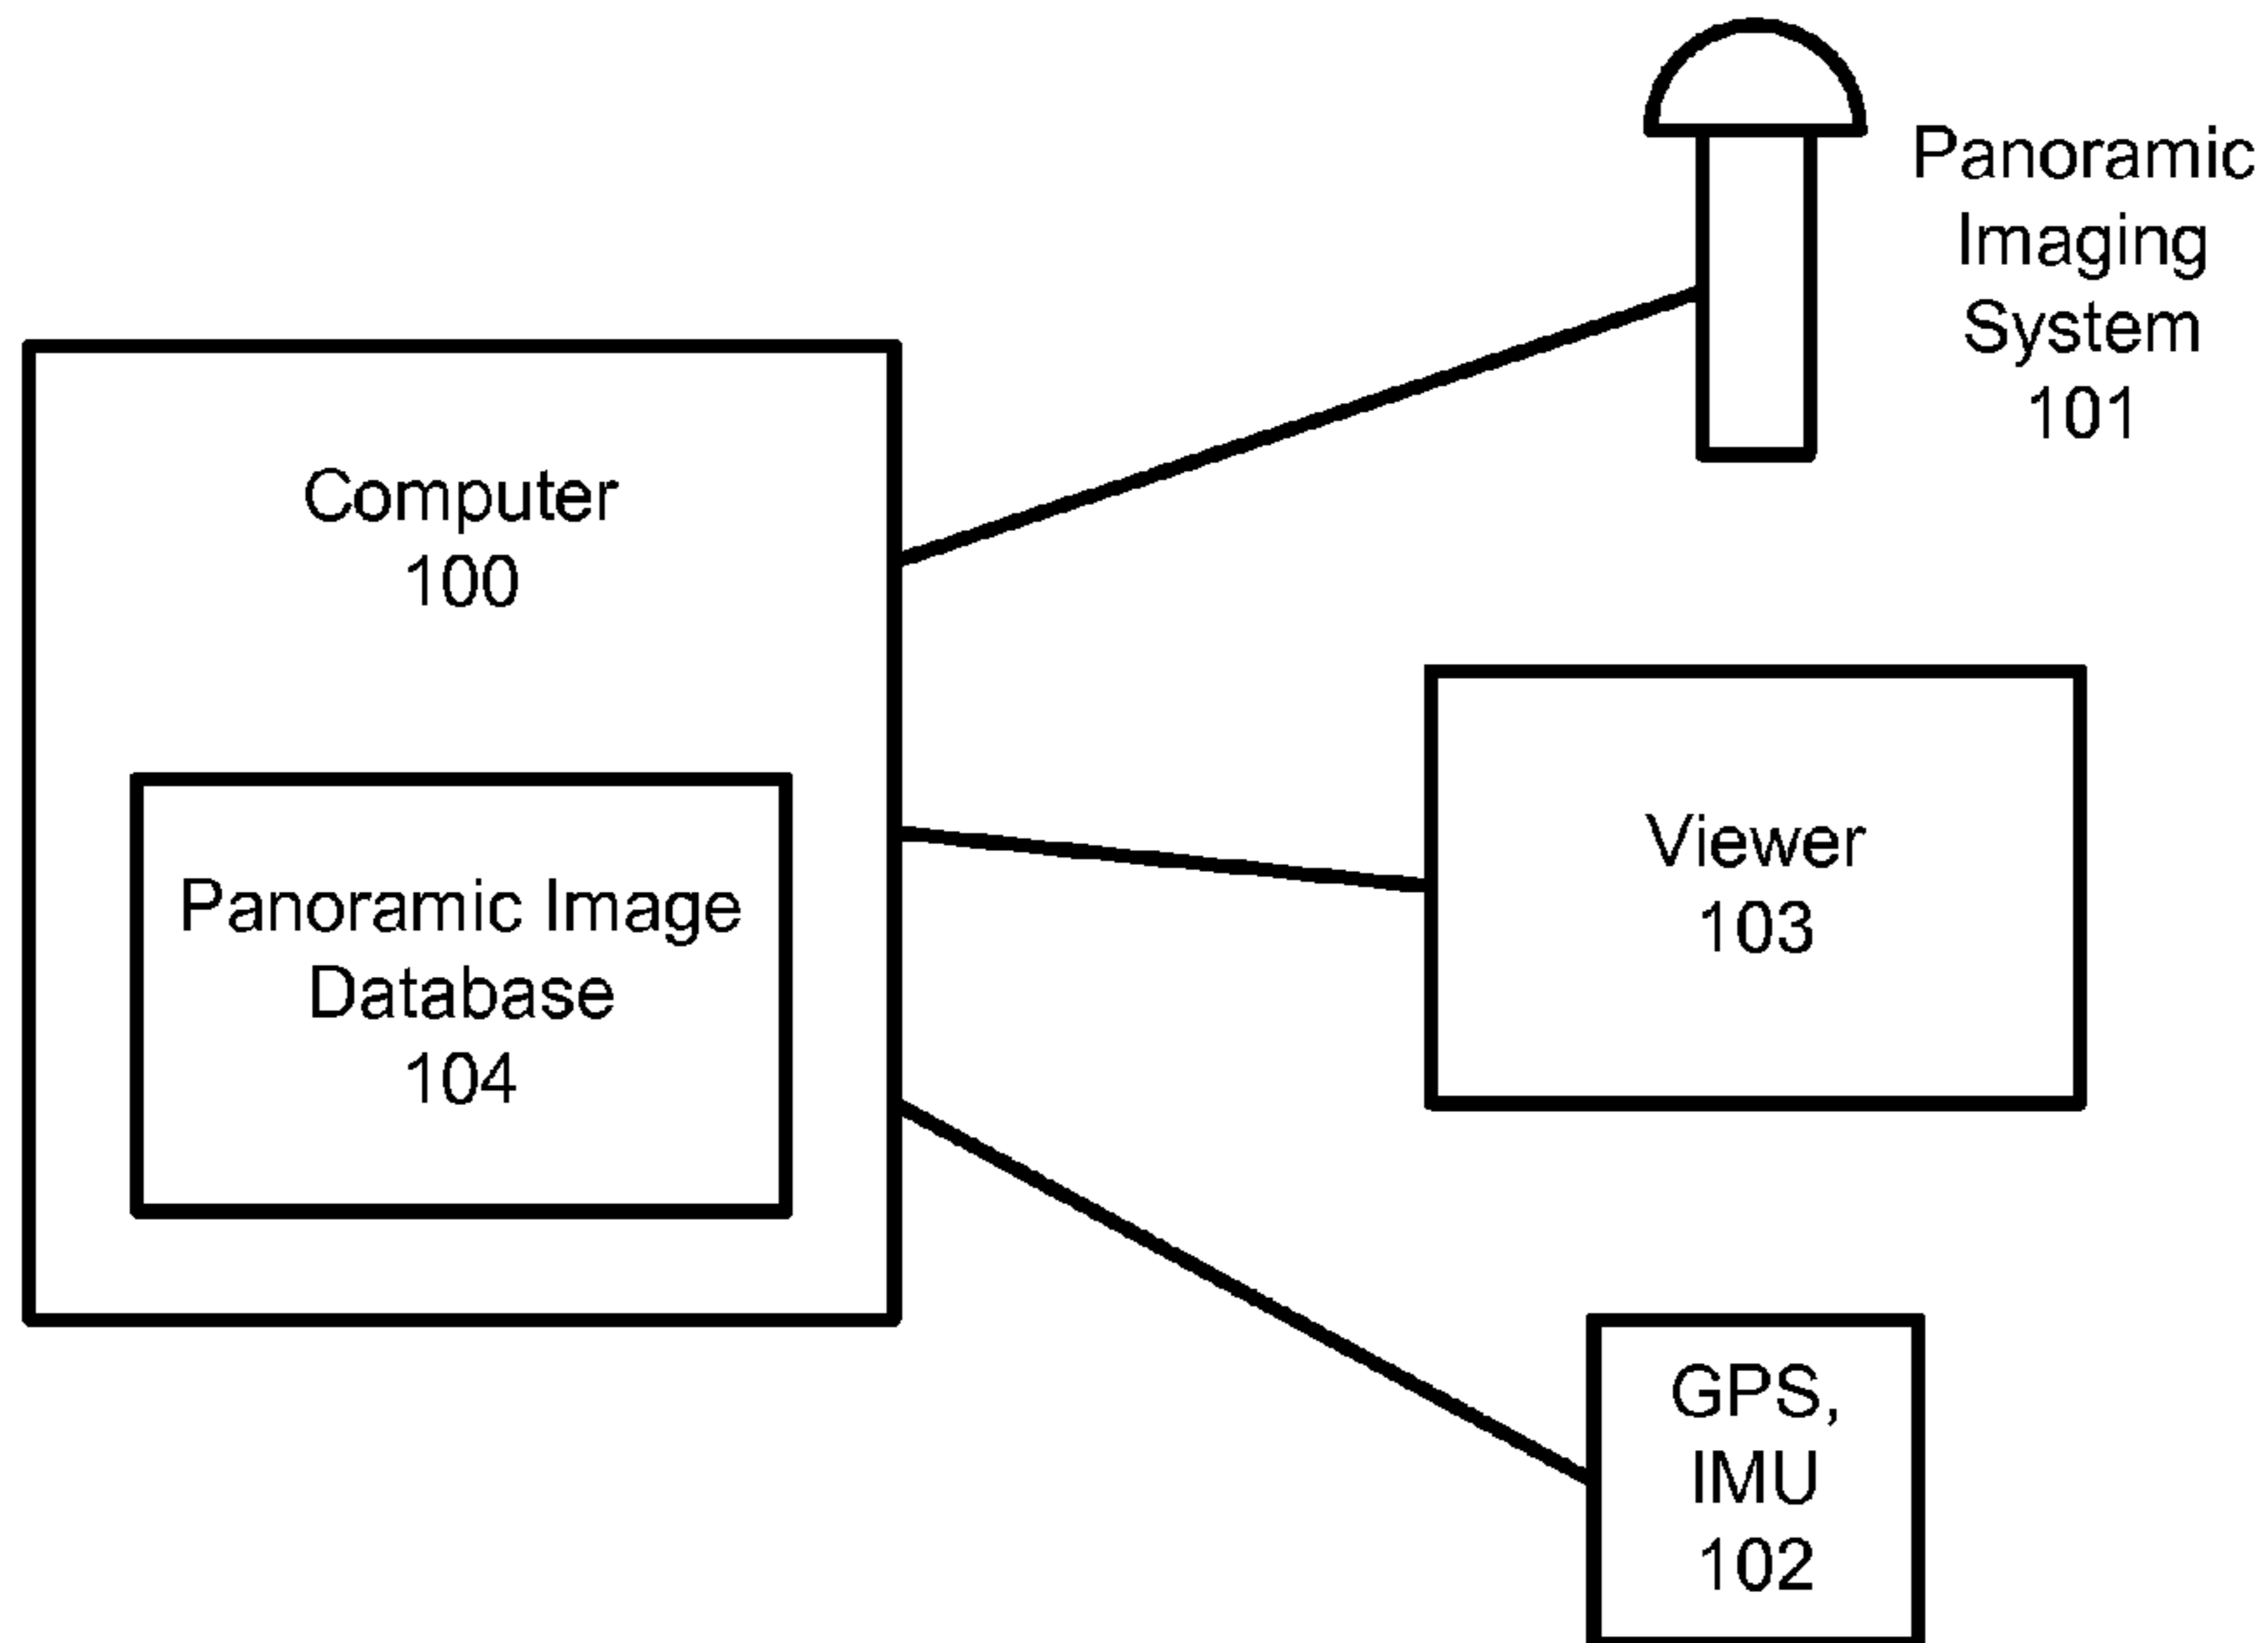 Panoramic
Imaging
System
101
Computer
100
Panoramic Image
Database
104
Viewer
103
GPS,
IMU
102